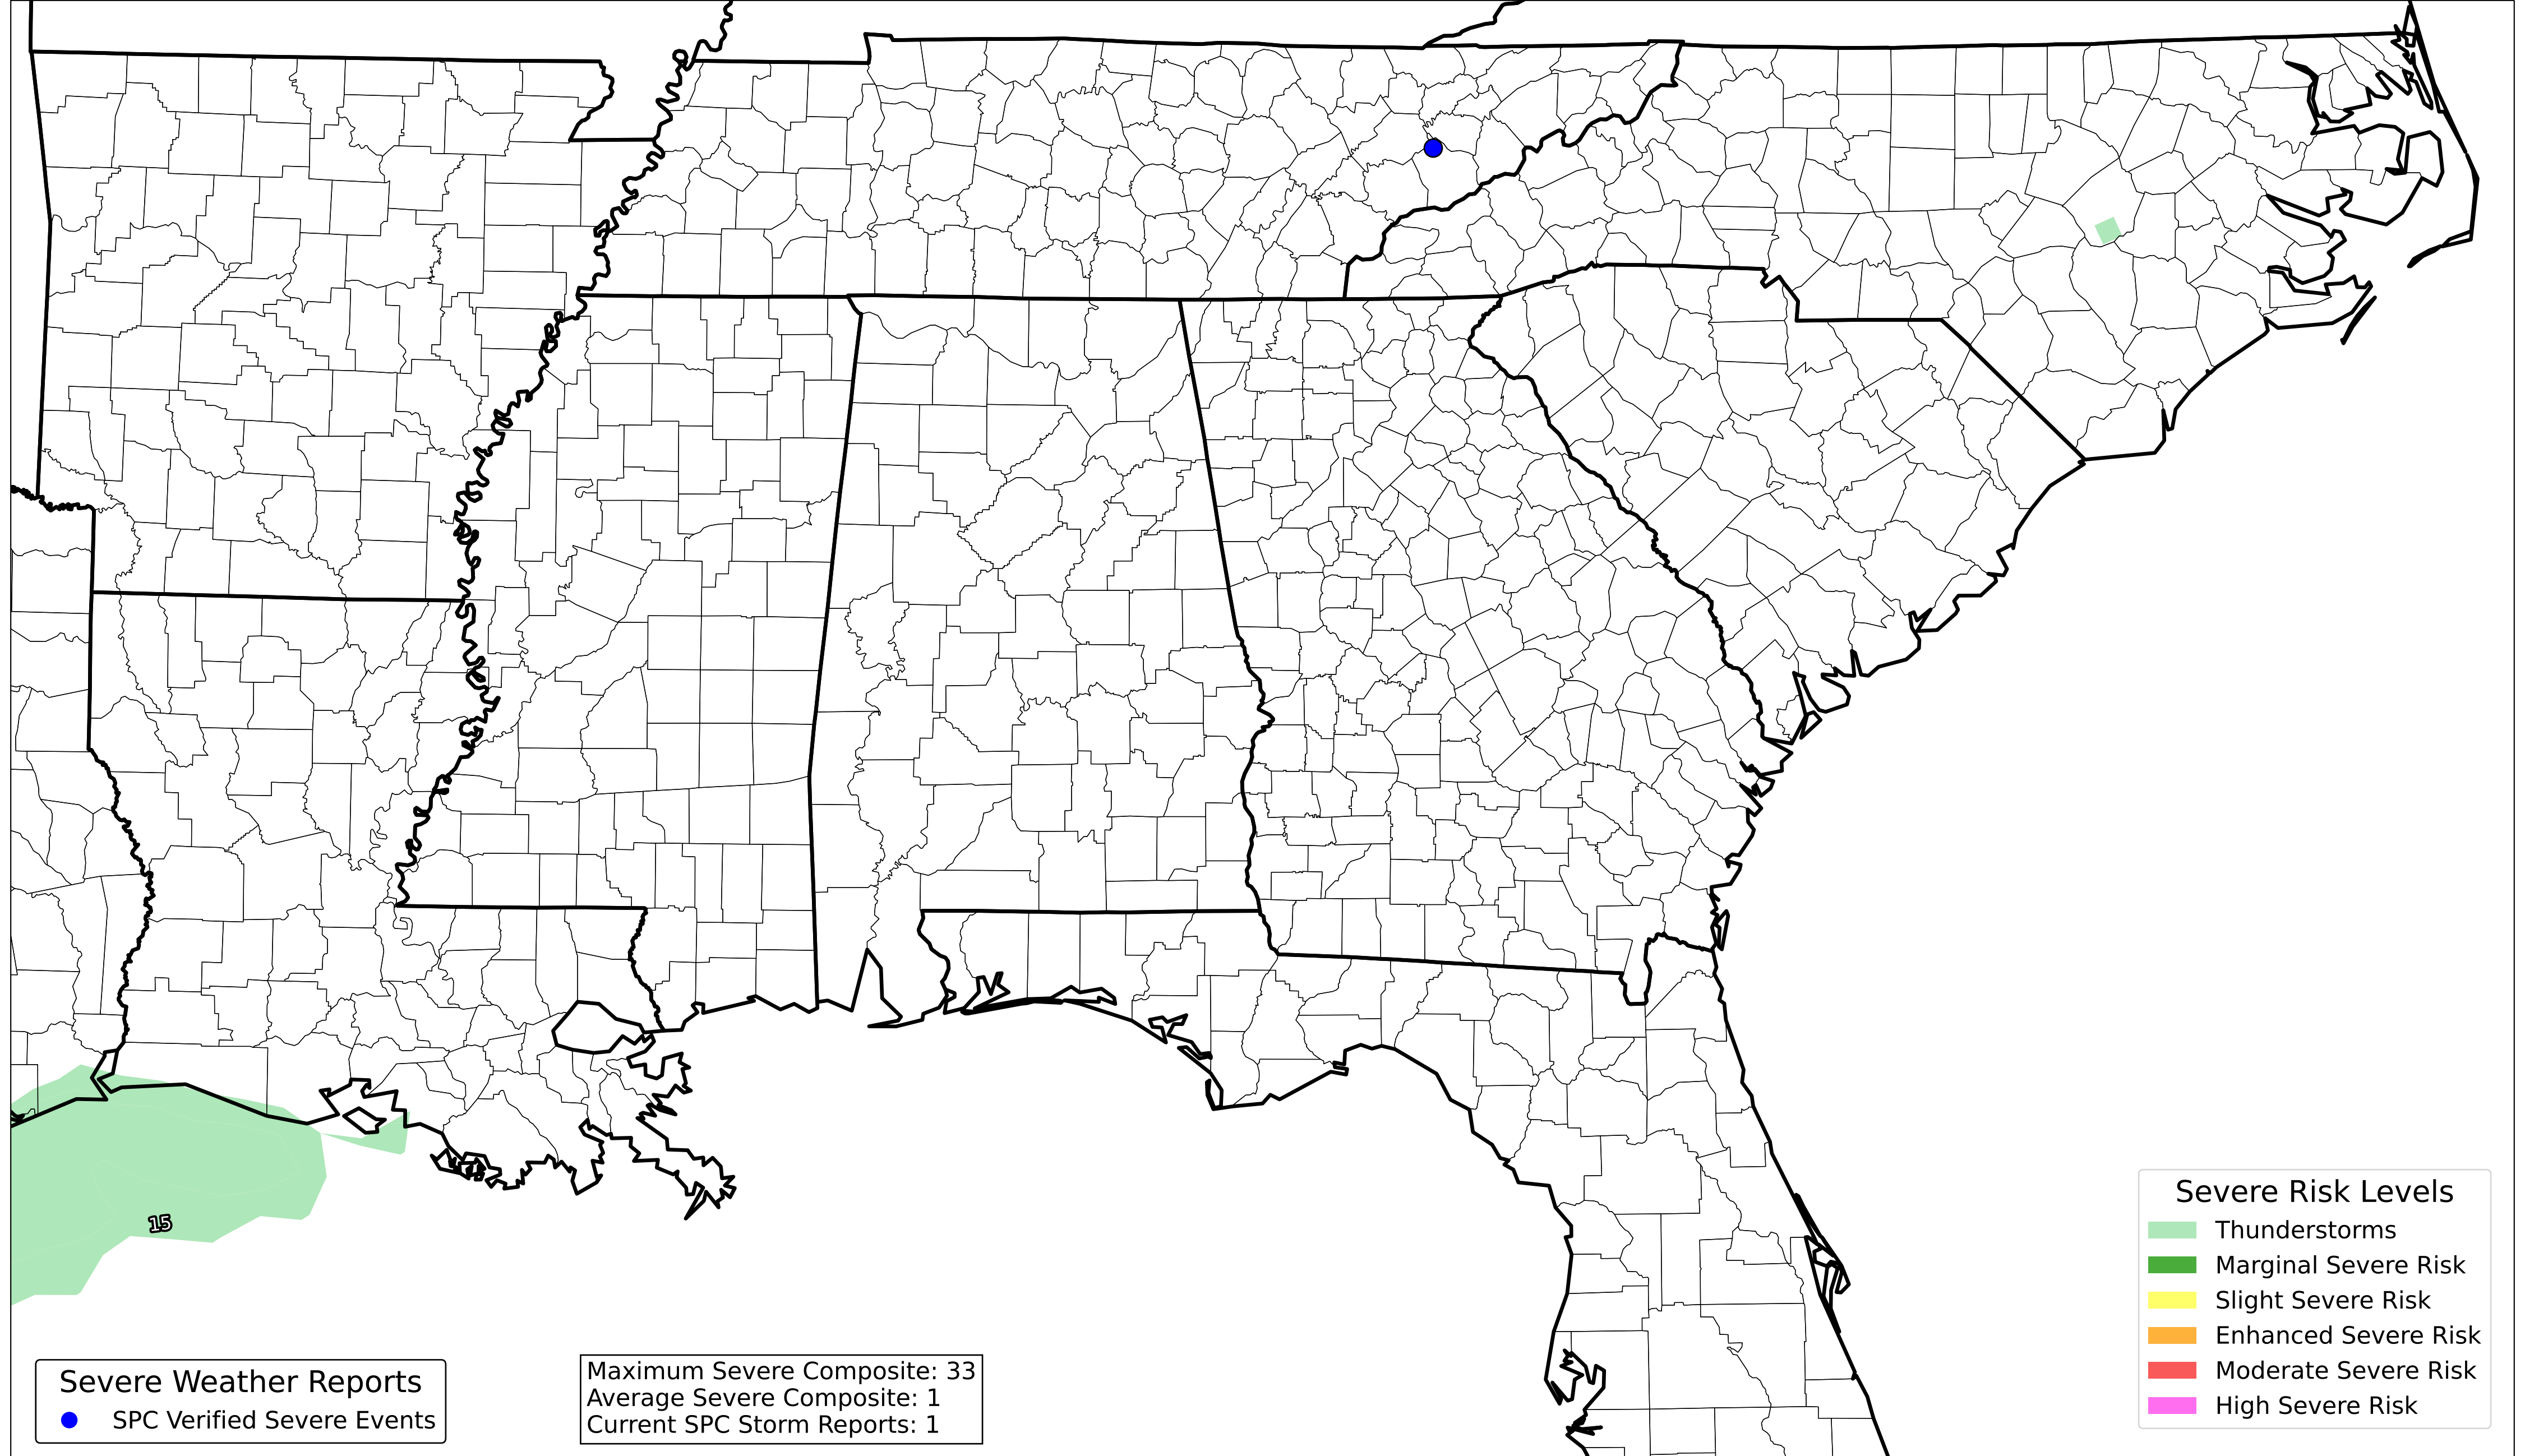 15
Severe Weather Reports
SPC Verified Severe Events
Maximum Severe Composite: 33
Average Severe Composite: 1
Current SPC Storm Reports: 1
Severe Risk Levels
Thunderstorms
Marginal Severe Risk
Slight Severe Risk
Enhanced Severe Risk
Moderate Severe Risk
High Severe Risk